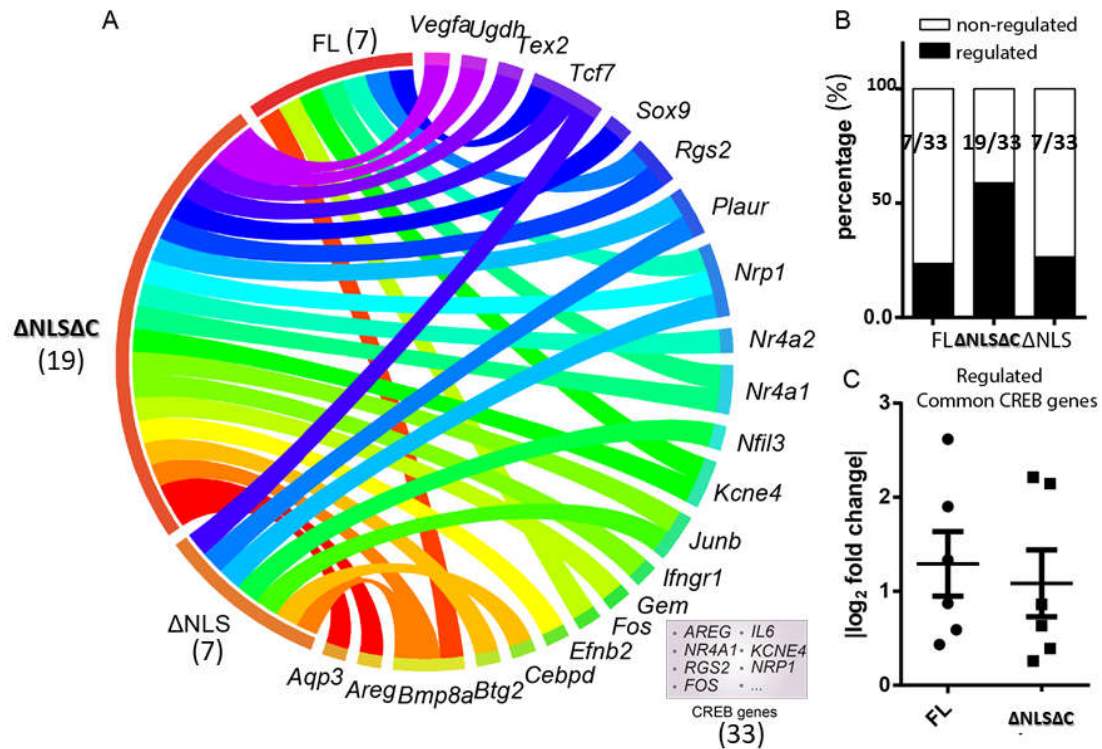 A
FL (7)
ΔNLSΔC
(19)
ΔNLS
(7)
Vegfa
Ugdh
Tex2
Tcf7
Sox9
Rgs2
Plaur
Nrp1
Nr4a2
Nr4a1
Nfil3
Kcne4
Junb
Ifngr1
Gem
Fos
Efnb2
Cebpd
Btg2
Bmp8a
Areg
Aqp3
• AREG • IL6
• NR4A1 • KCNE4
• RGS2 • NRP1
• FOS • ...
CREB genes
(33)
B
non-regulated
regulated
percentage (%)
100
50
0.0
7/33 19/33 7/33
FL ΔNLSΔC ΔNLS
C
Regulated
Common CREB genes
|log2 fold change|
3
2
1
0
FL
ΔNLSΔC